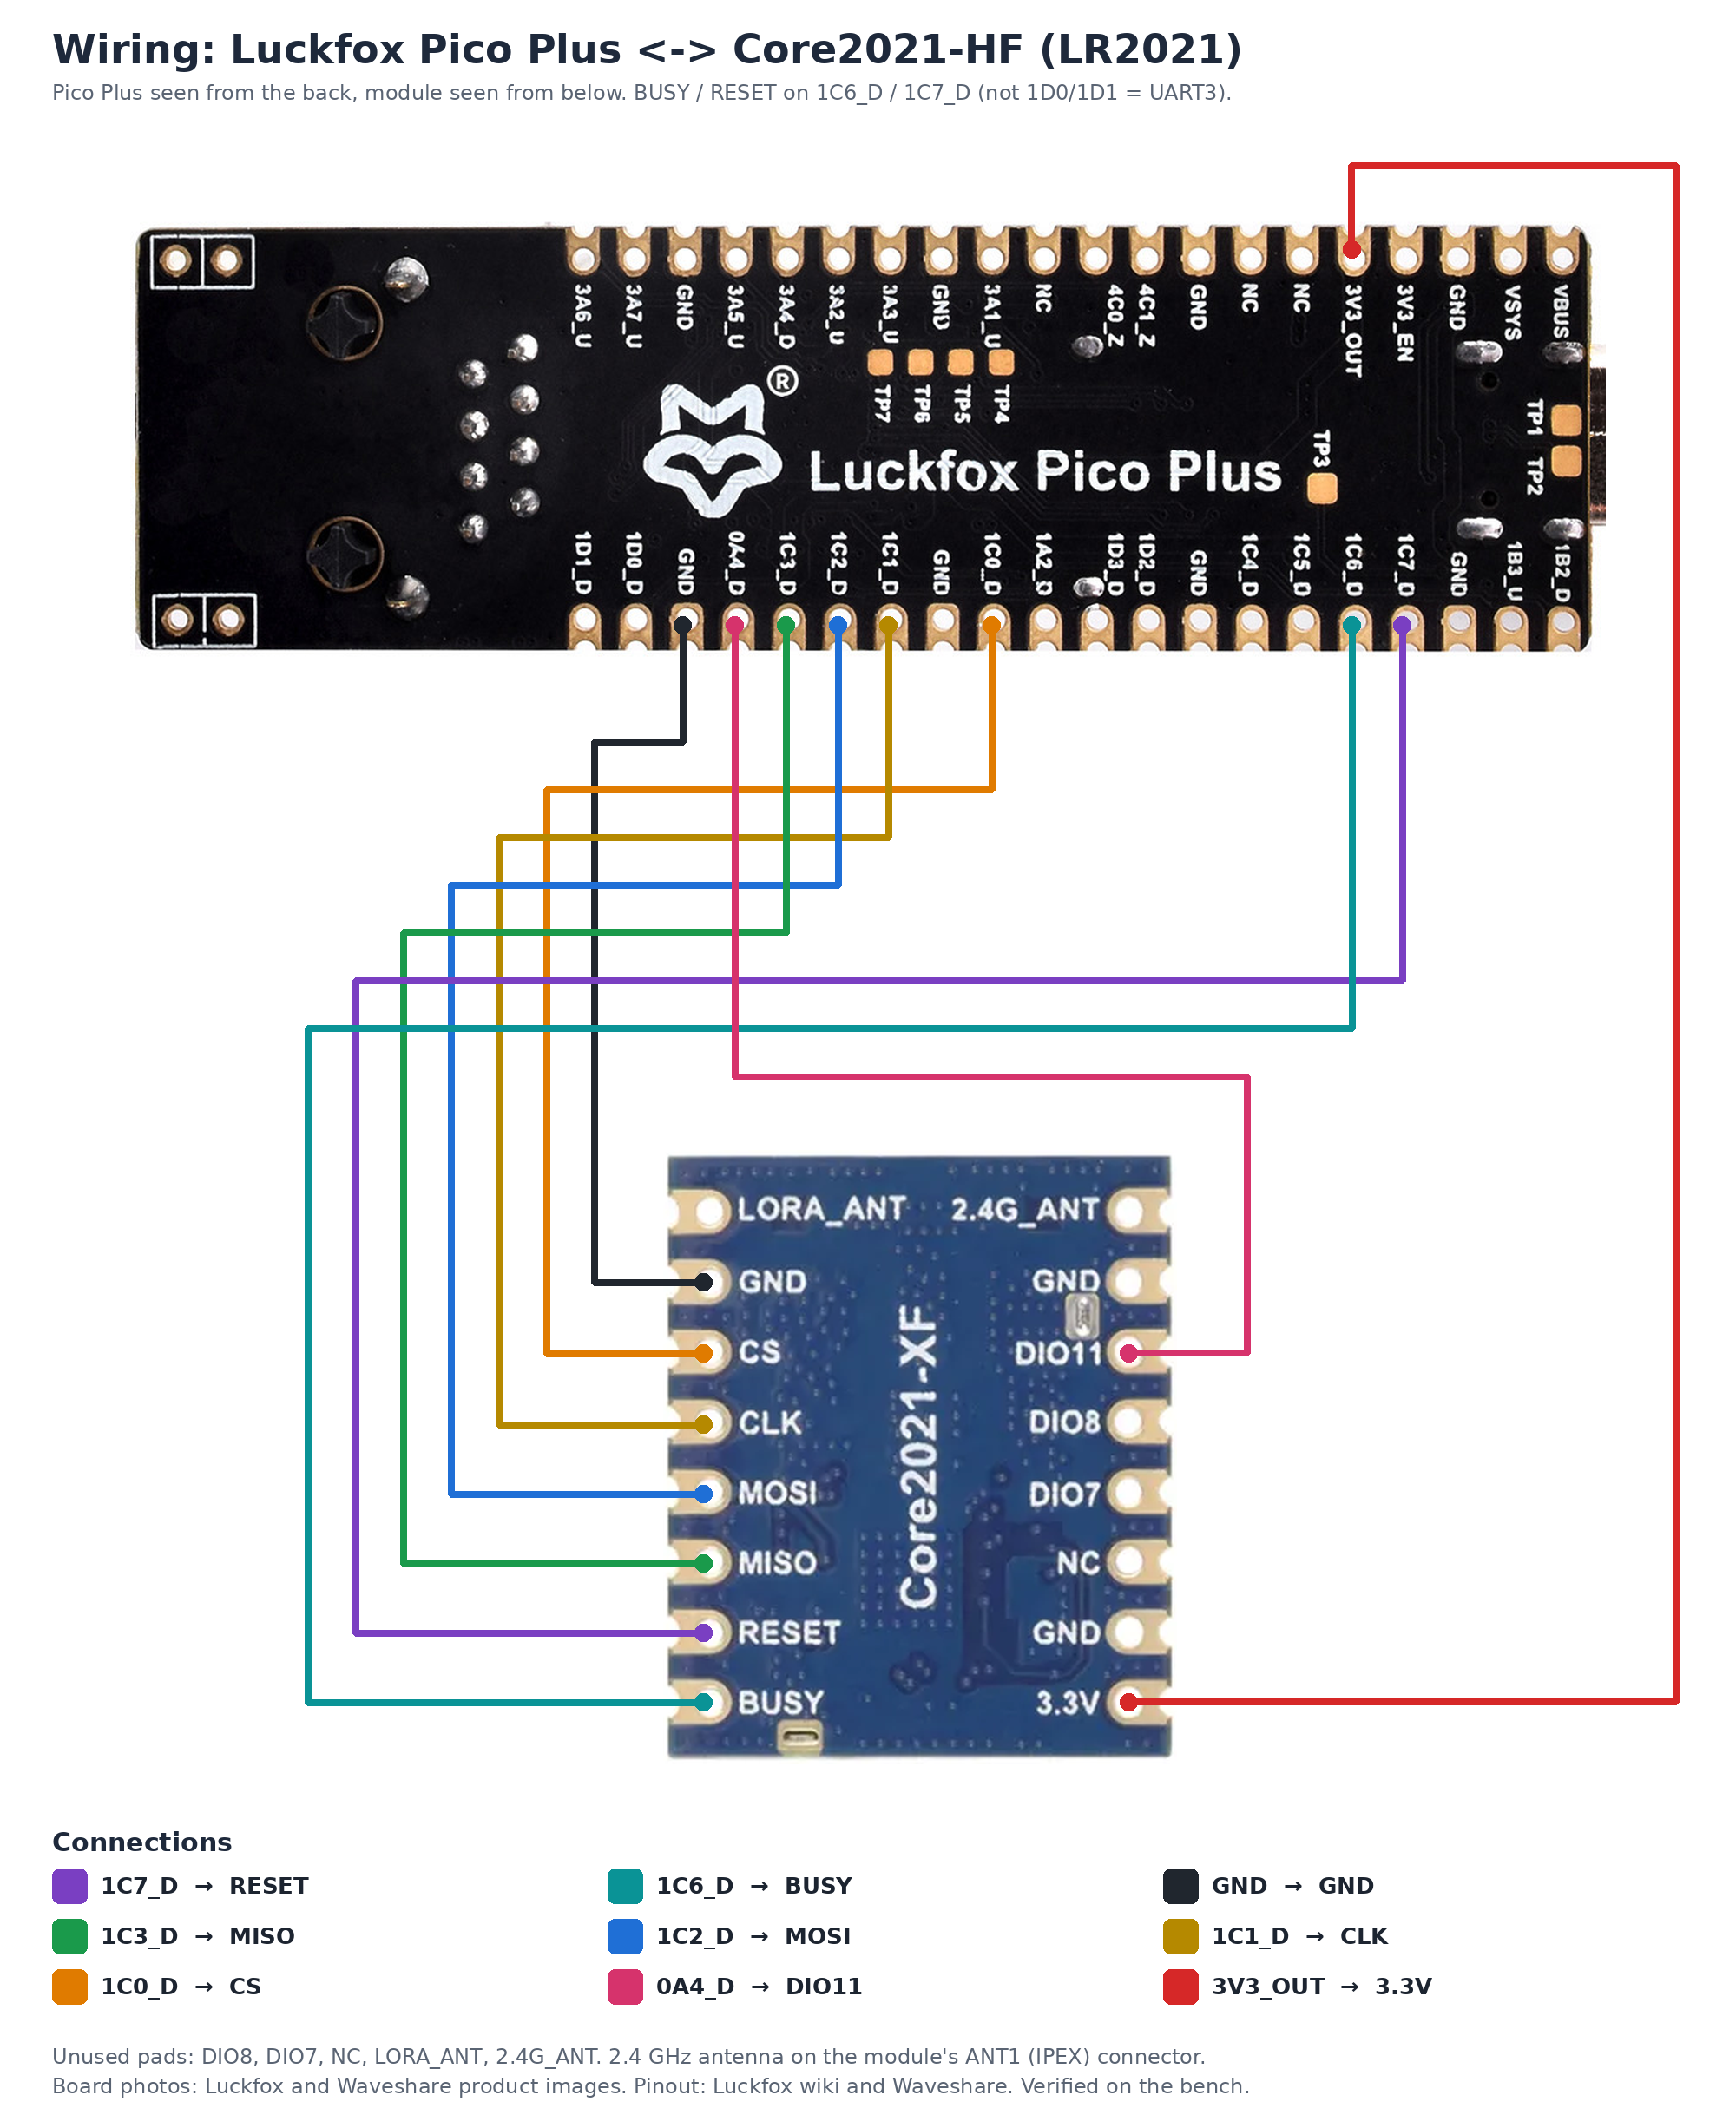 Wiring: Luckfox Pico Plus <-> Core2021-HF (LR2021)
Pico Plus seen from the back, module seen from below. BUSY / RESET on 1C6_D / 1C7_D (not 1D0/1D1 = UART3).
3A6_U 3A7_U GND 3A5_U 3A4_D 3A2_U 3A3_U GND 3A1_U NC 4C0_Z 4C1_Z GND NC NC 3V3_OUT 3V3_EN GND VSYS VBUS
®
TP7 TP6 TP5 TP4
TP1
TP3
Luckfox Pico Plus
TP2
1D1_D 1D0_D GND 0A4_D 1C3_D 1C2_D 1C1_D GND 1C0_D 1A2_D 1D3_D 1D2_D GND 1C4_D 1C5_D 1C6_D 1C7_D GND 1B3_U 1B2_D
LORA_ANT 2.4G_ANT
GND GND
CS DIO11
CLK DIO8
Core2021-XF
MOSI DIO7
MISO NC
RESET GND
BUSY 3.3V
Connections
1C7_D → RESET 1C6_D → BUSY GND → GND
1C3_D → MISO 1C2_D → MOSI 1C1_D → CLK
1C0_D → CS 0A4_D → DIO11 3V3_OUT → 3.3V
Unused pads: DIO8, DIO7, NC, LORA_ANT, 2.4G_ANT. 2.4 GHz antenna on the module's ANT1 (IPEX) connector.
Board photos: Luckfox and Waveshare product images. Pinout: Luckfox wiki and Waveshare. Verified on the bench.